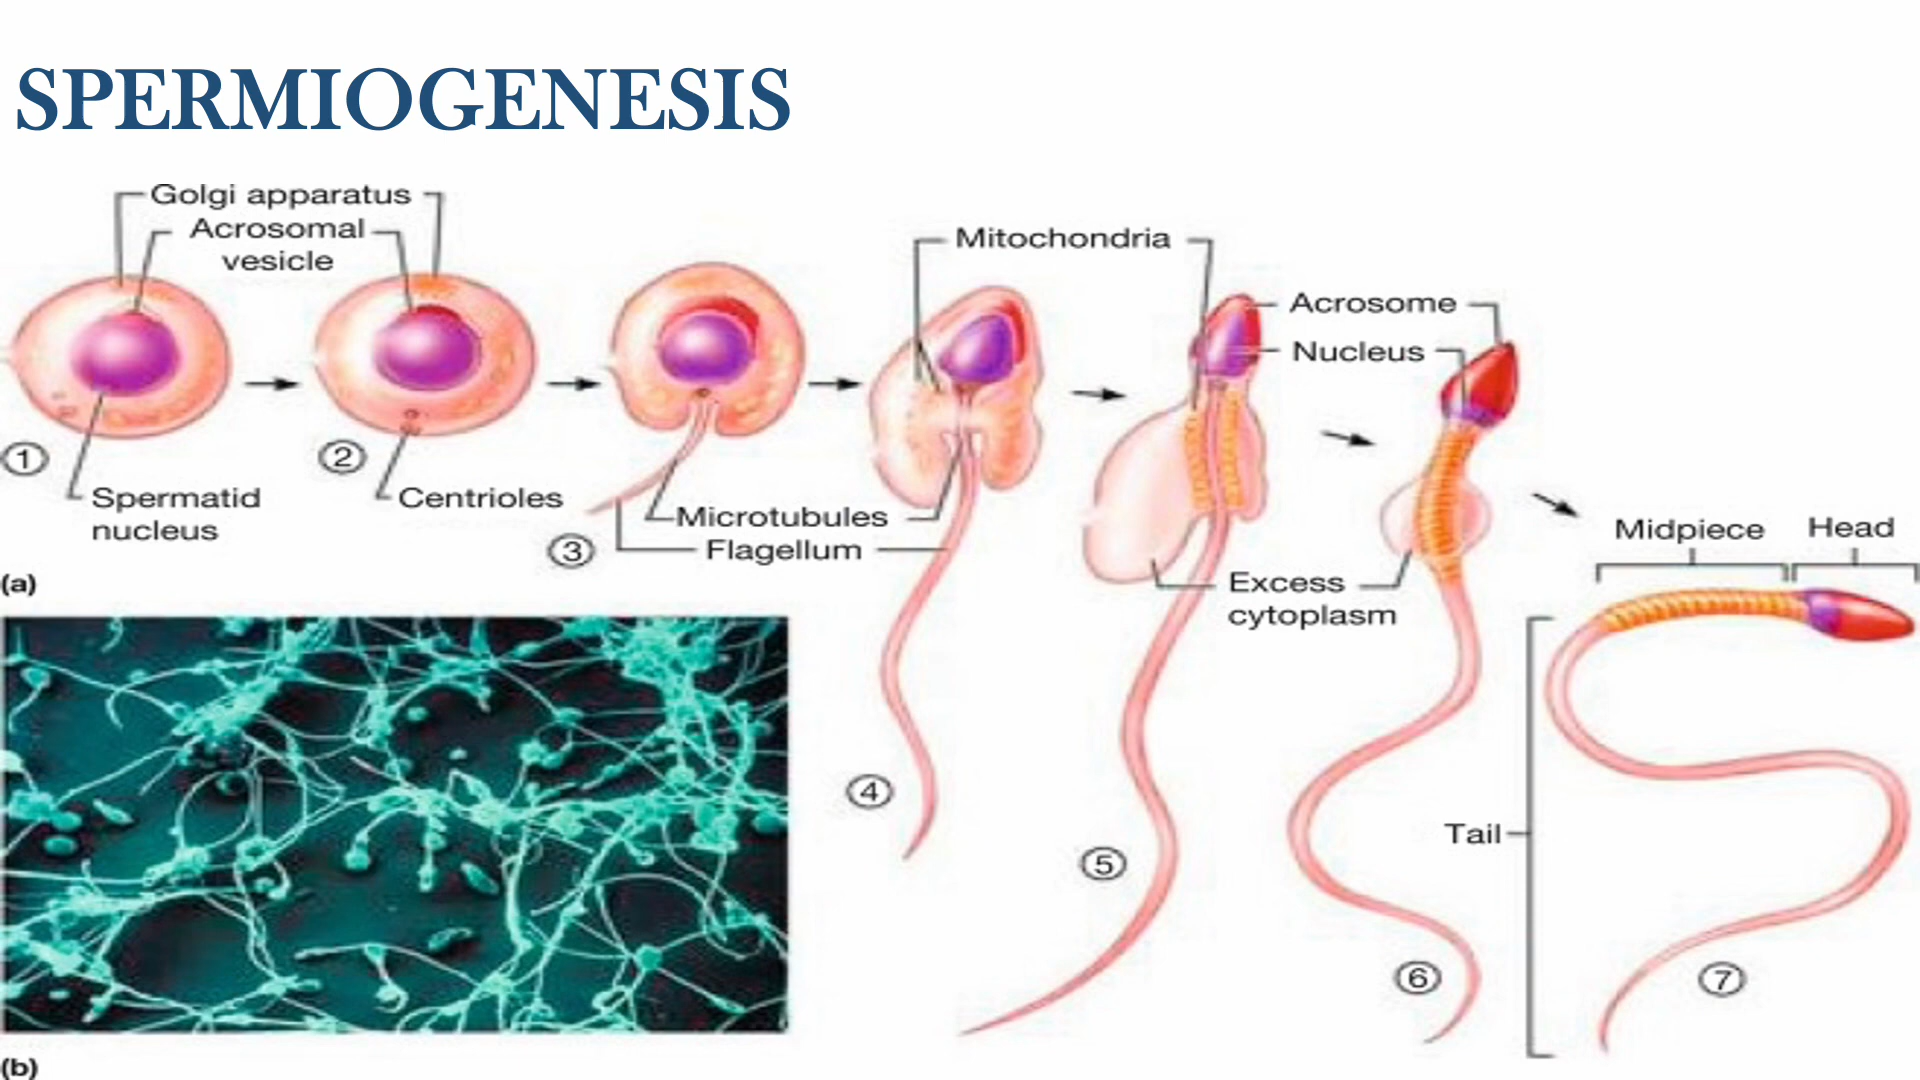 SPERMIOGENESIS
Golgi apparatus
Acrosomal
vesicle
Mitochondria
Acrosome
Nucleus
1
2
Spermatid
nucleus
Centrioles
3
Microtubules
Flagellum
Excess
cytoplasm
Midpiece
Head
(a)
4
5
6
7
Tail
(b)